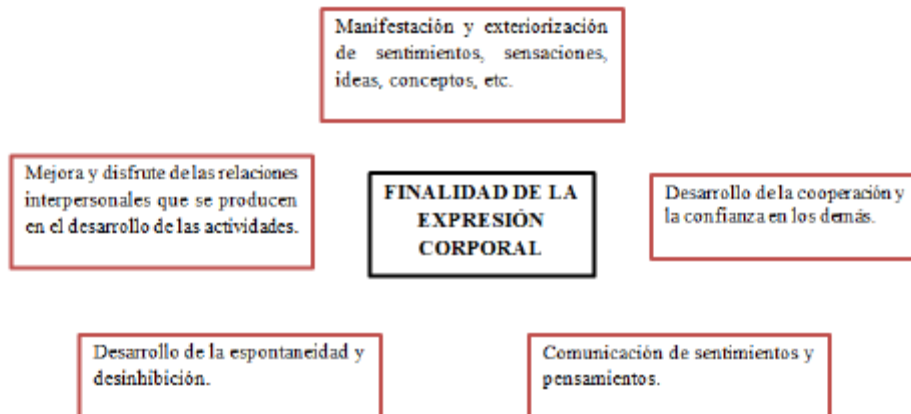 Manifestación y exteriorización
de sentimientos, sensaciones,
ideas, conceptos, etc.
Mejora y disfrute de las relaciones
interpersonales que se producen
en el desarrollo de las actividades.
FINALIDAD DE LA
EXPRESIÓN
CORPORAL
Desarrollo de la cooperación y
la confianza en los demás.
Desarrollo de la espontaneidad y
desinhibición.
Comunicación de sentimientos y
pensamientos.